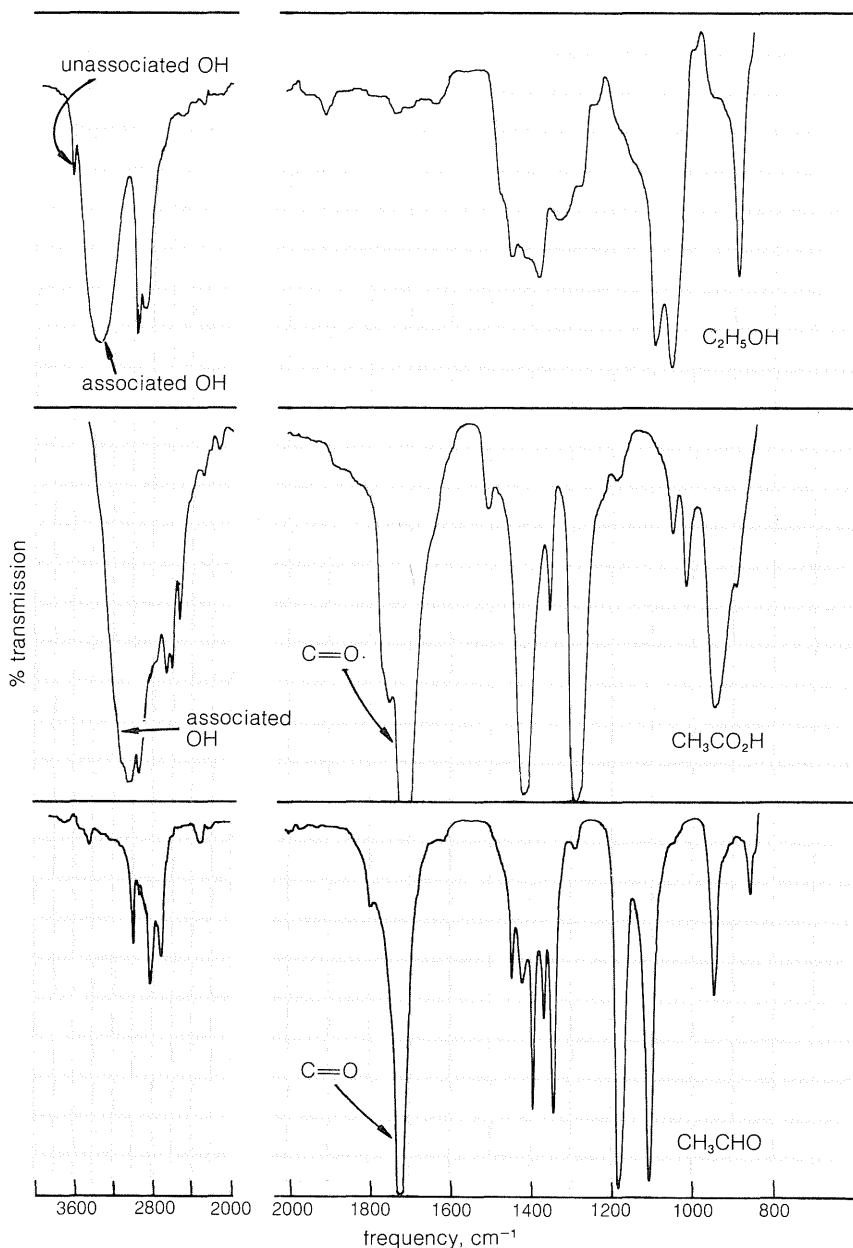 unassociated OH
associated OH
C₂H₅OH
% transmission
C=O
associated
OH
CH₃CO₂H
C=O
CH₃CHO
3600 2800 2000 2000 1800 1600 1400 1200 1000 800
frequency, cm⁻¹